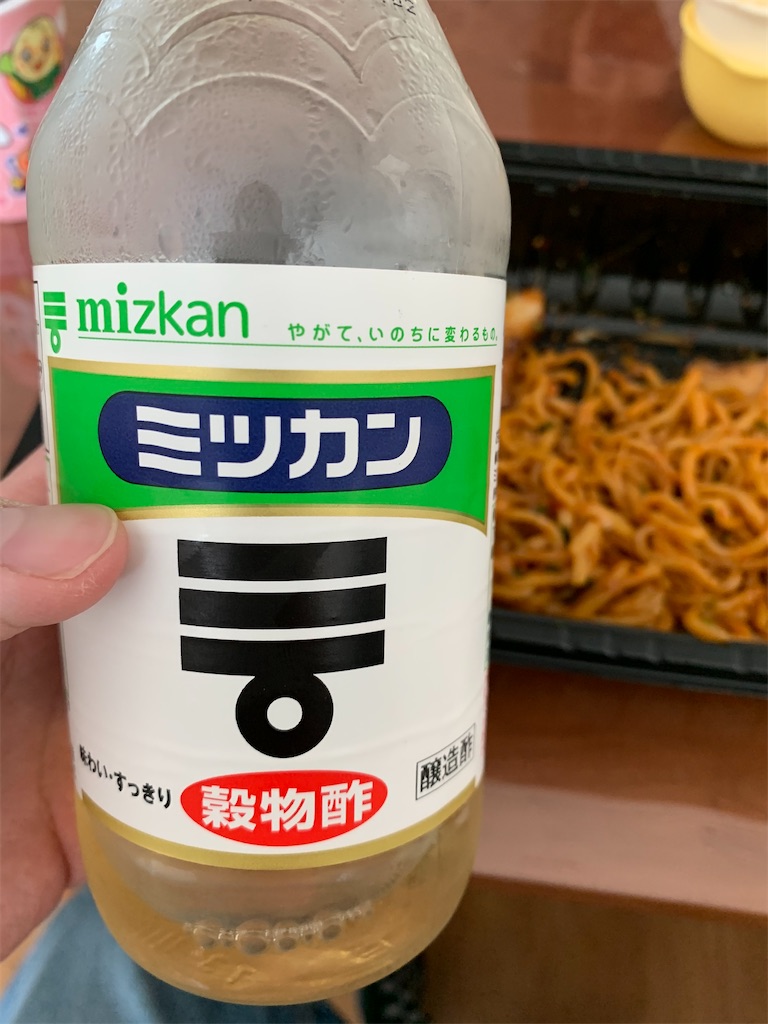 mizkan
やがて、いのちに変わるもの。
ミツカン
味わい・すっきり
穀物酢
醸造酢